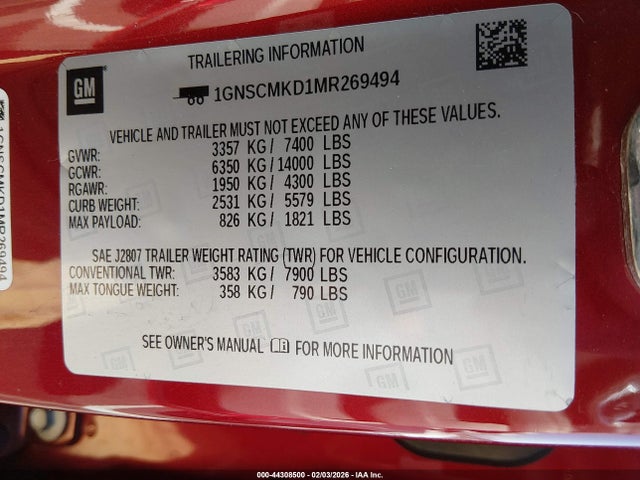 TRAILERING INFORMATION
GM
1GNSCMKD1MR269494
VEHICLE AND TRAILER MUST NOT EXCEED ANY OF THESE VALUES.
GVWR: 3357 KG / 7400 LBS
GCWR: 6350 KG / 14000 LBS
RGAWR: 1950 KG / 4300 LBS
CURB WEIGHT: 2531 KG / 5579 LBS
MAX PAYLOAD: 826 KG / 1821 LBS
SAE J2807 TRAILER WEIGHT RATING (TWR) FOR VEHICLE CONFIGURATION.
CONVENTIONAL TWR: 3583 KG / 7900 LBS
MAX TONGUE WEIGHT: 358 KG / 790 LBS
SEE OWNER'S MANUAL FOR MORE INFORMATION
1GNSCMKD1MR269494
000-44308500 - 02/03/2026 - IAA Inc.